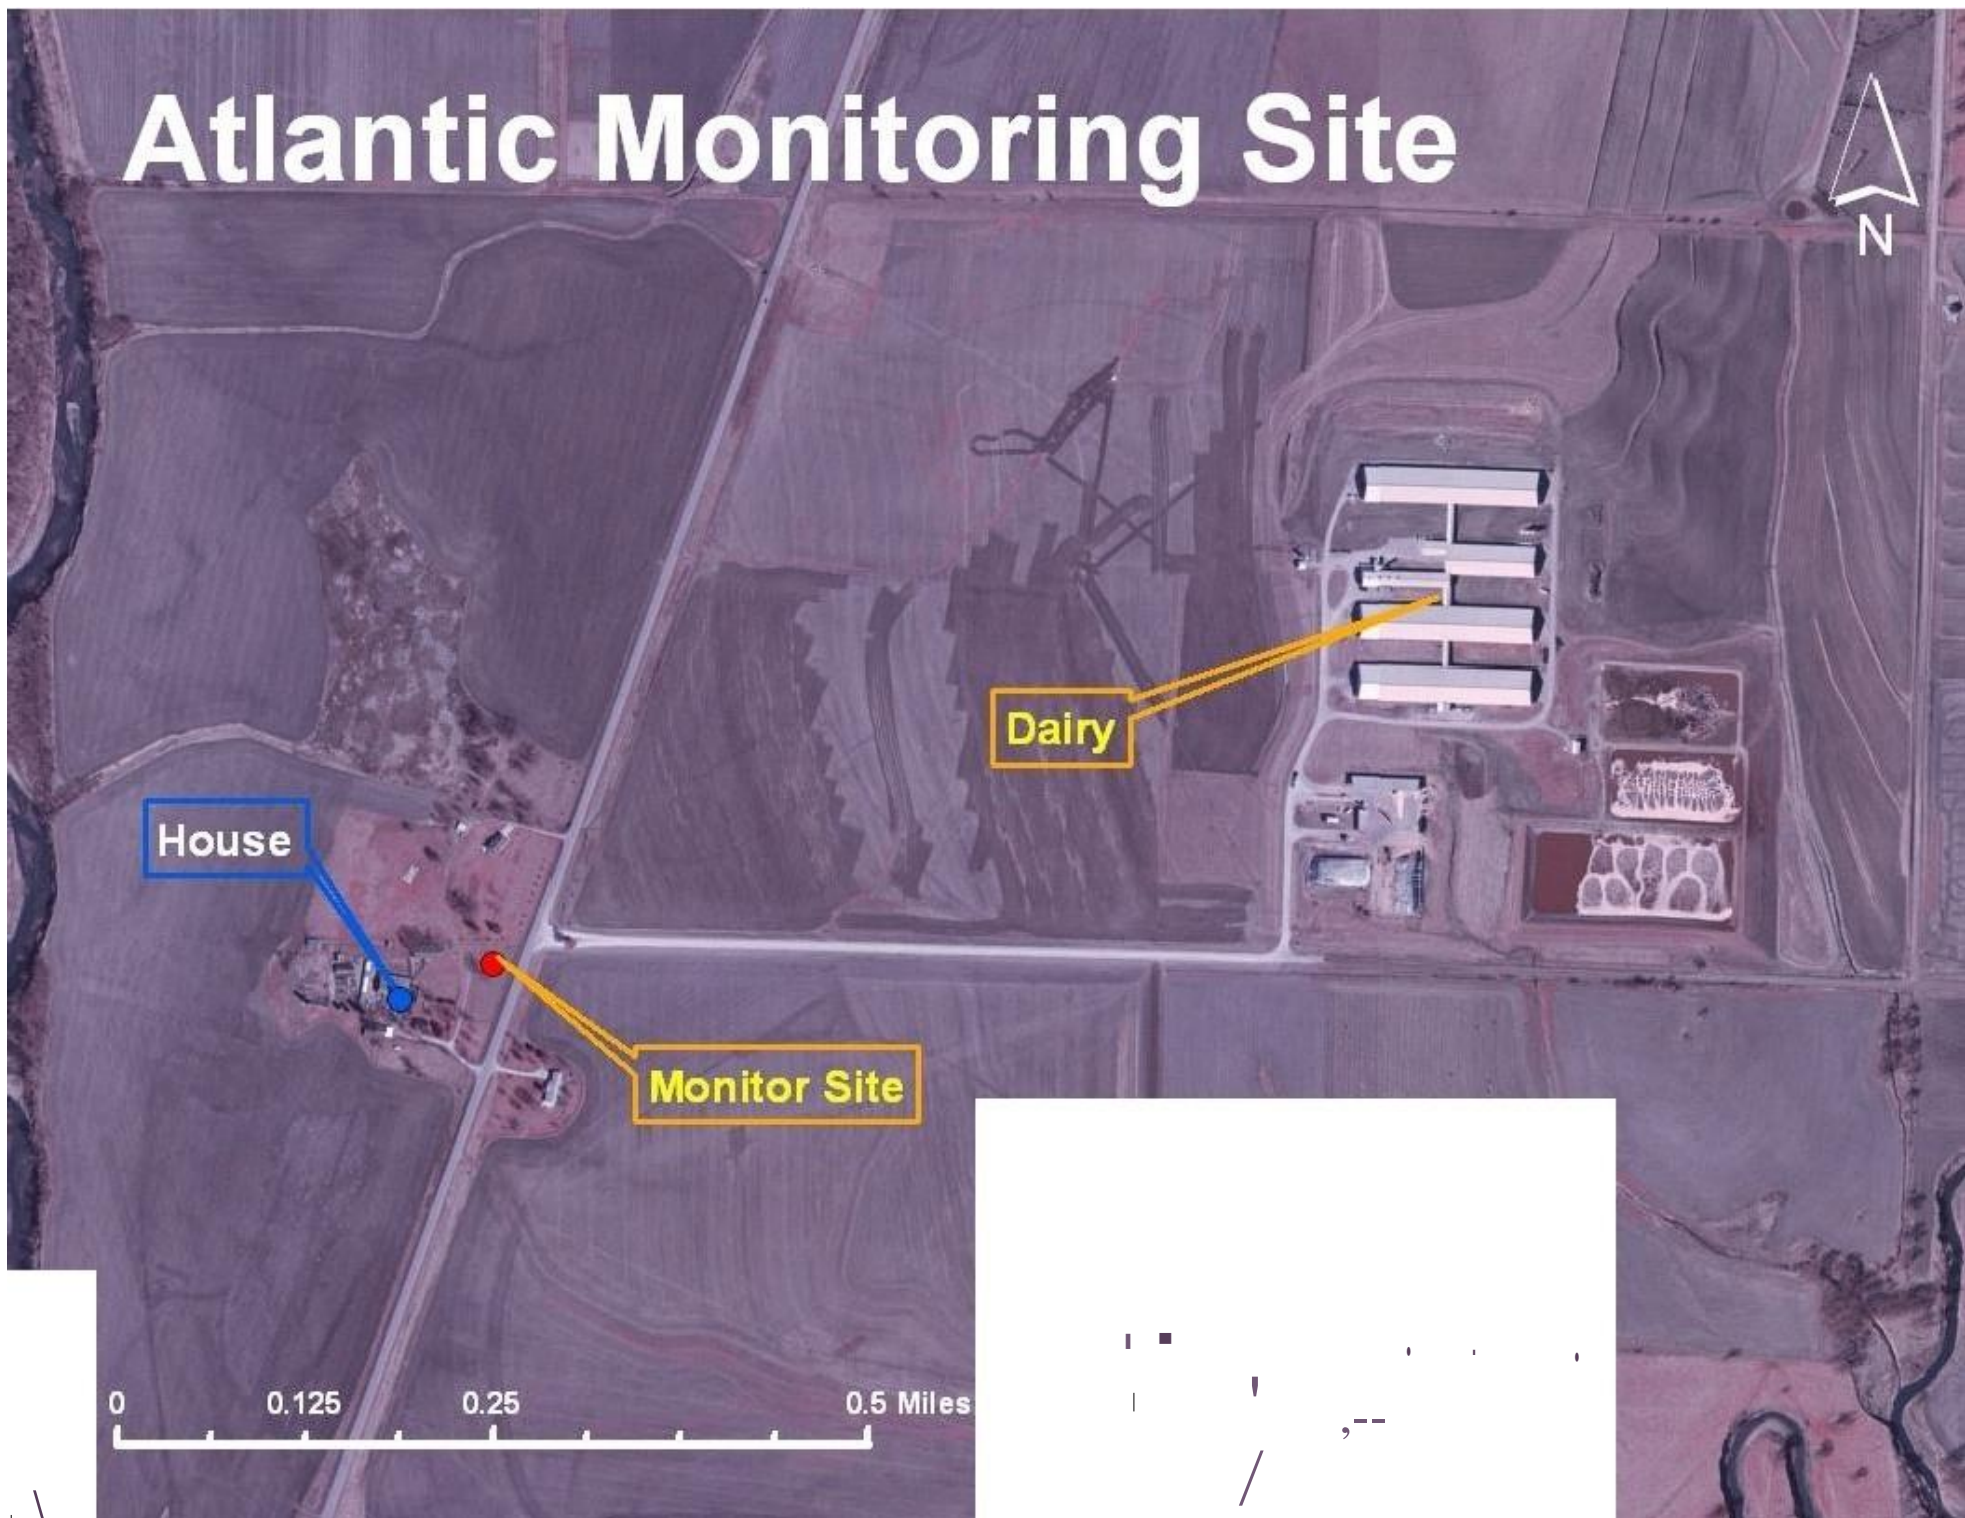 Atlantic Monitoring Site
N
Dairy
House
Monitor Site
0 0.125 0.25 0.5 Miles